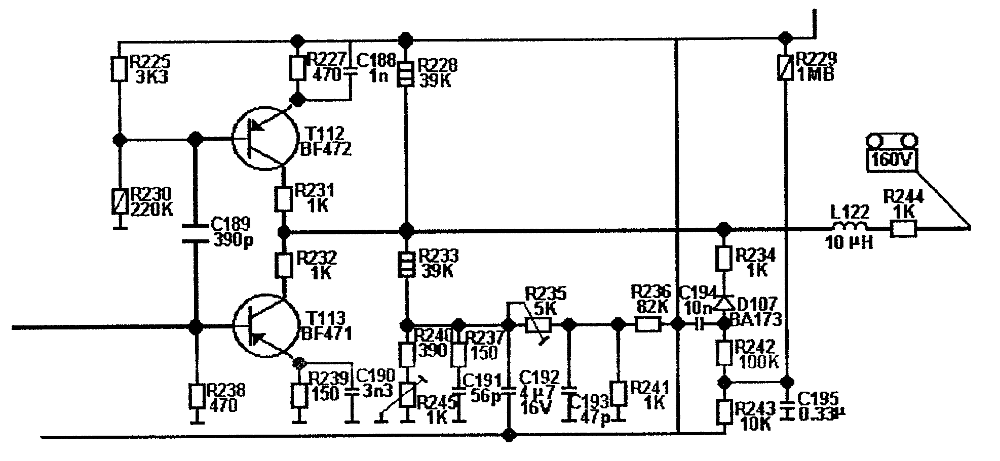 R225
3K3
R227
470
C188
1n
R228
39K
R229
1MB
T112
BF472
160V
R230
220K
R231
1K
R244
1K
L122
10 µH
C189
390p
R232
1K
R233
39K
R234
1K
R235
5K
R236
82K
C194
10n
D107
BA173
T113
BF471
R240
390
R237
150
R242
100K
R238
470
R239
150
C190
3n3
R245
1K
C191
56p
C192
4µ7
16V
C193
47p
R241
1K
R243
10K
C195
0.33µ